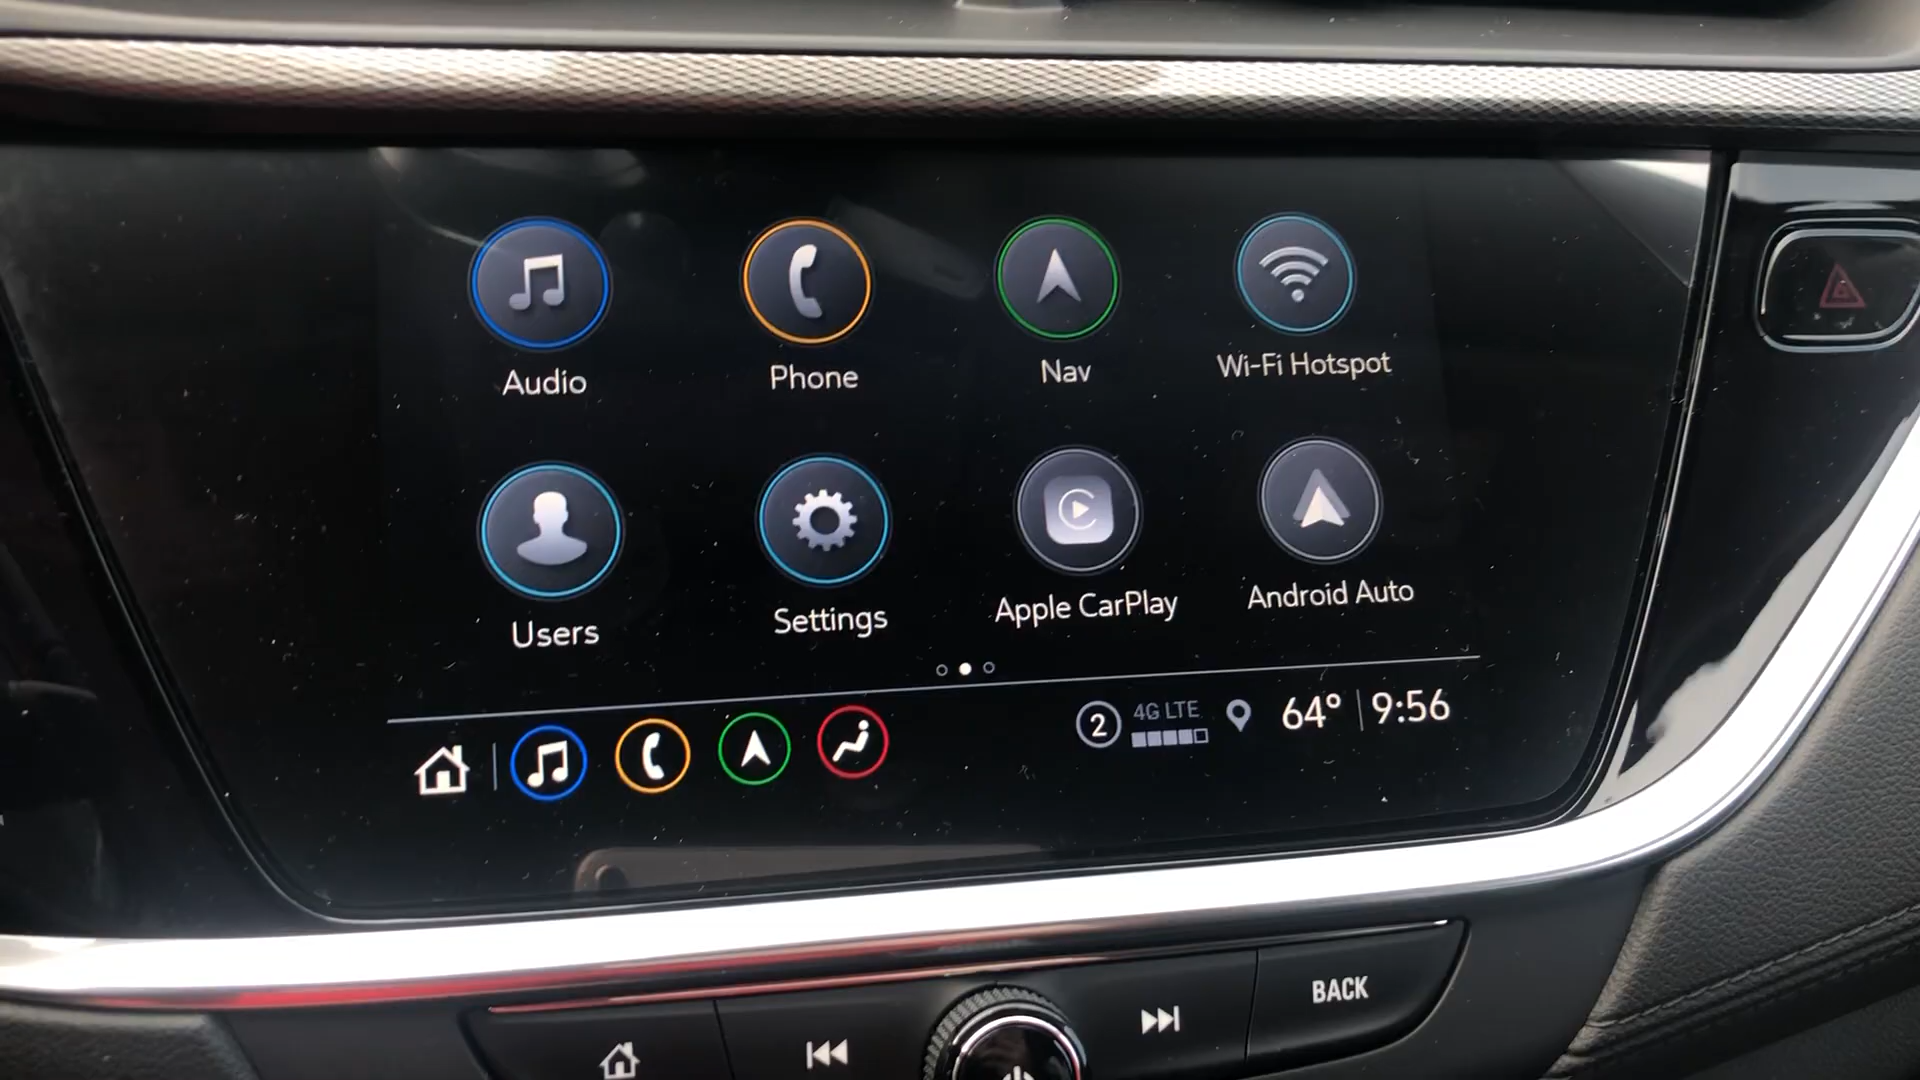 Audio
Phone
Nav
Wi-Fi Hotspot
Users
Settings
Apple CarPlay
Android Auto
2
4G LTE
64°
9:56
BACK